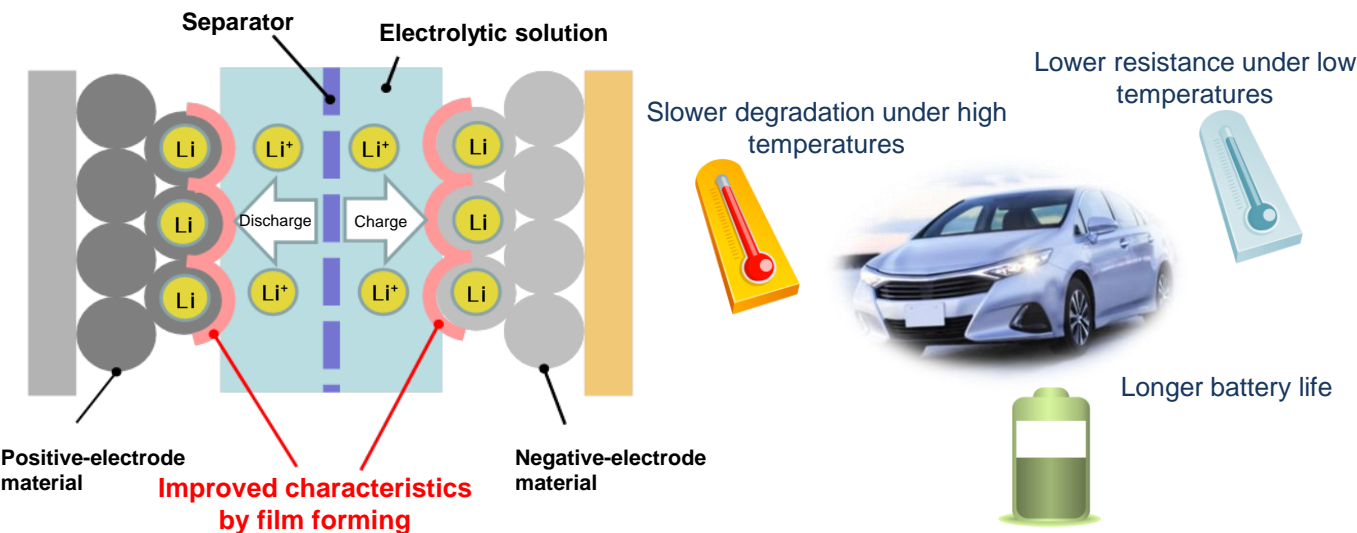 Separator
Electrolytic solution
Lower resistance under low
temperatures
Slower degradation under high
temperatures
Li
Li⁺
Li⁺
Li
Li
Discharge
Charge
Li
Li
Li⁺
Li⁺
Li
Longer battery life
Positive-electrode
material
Negative-electrode
material
Improved characteristics
by film forming